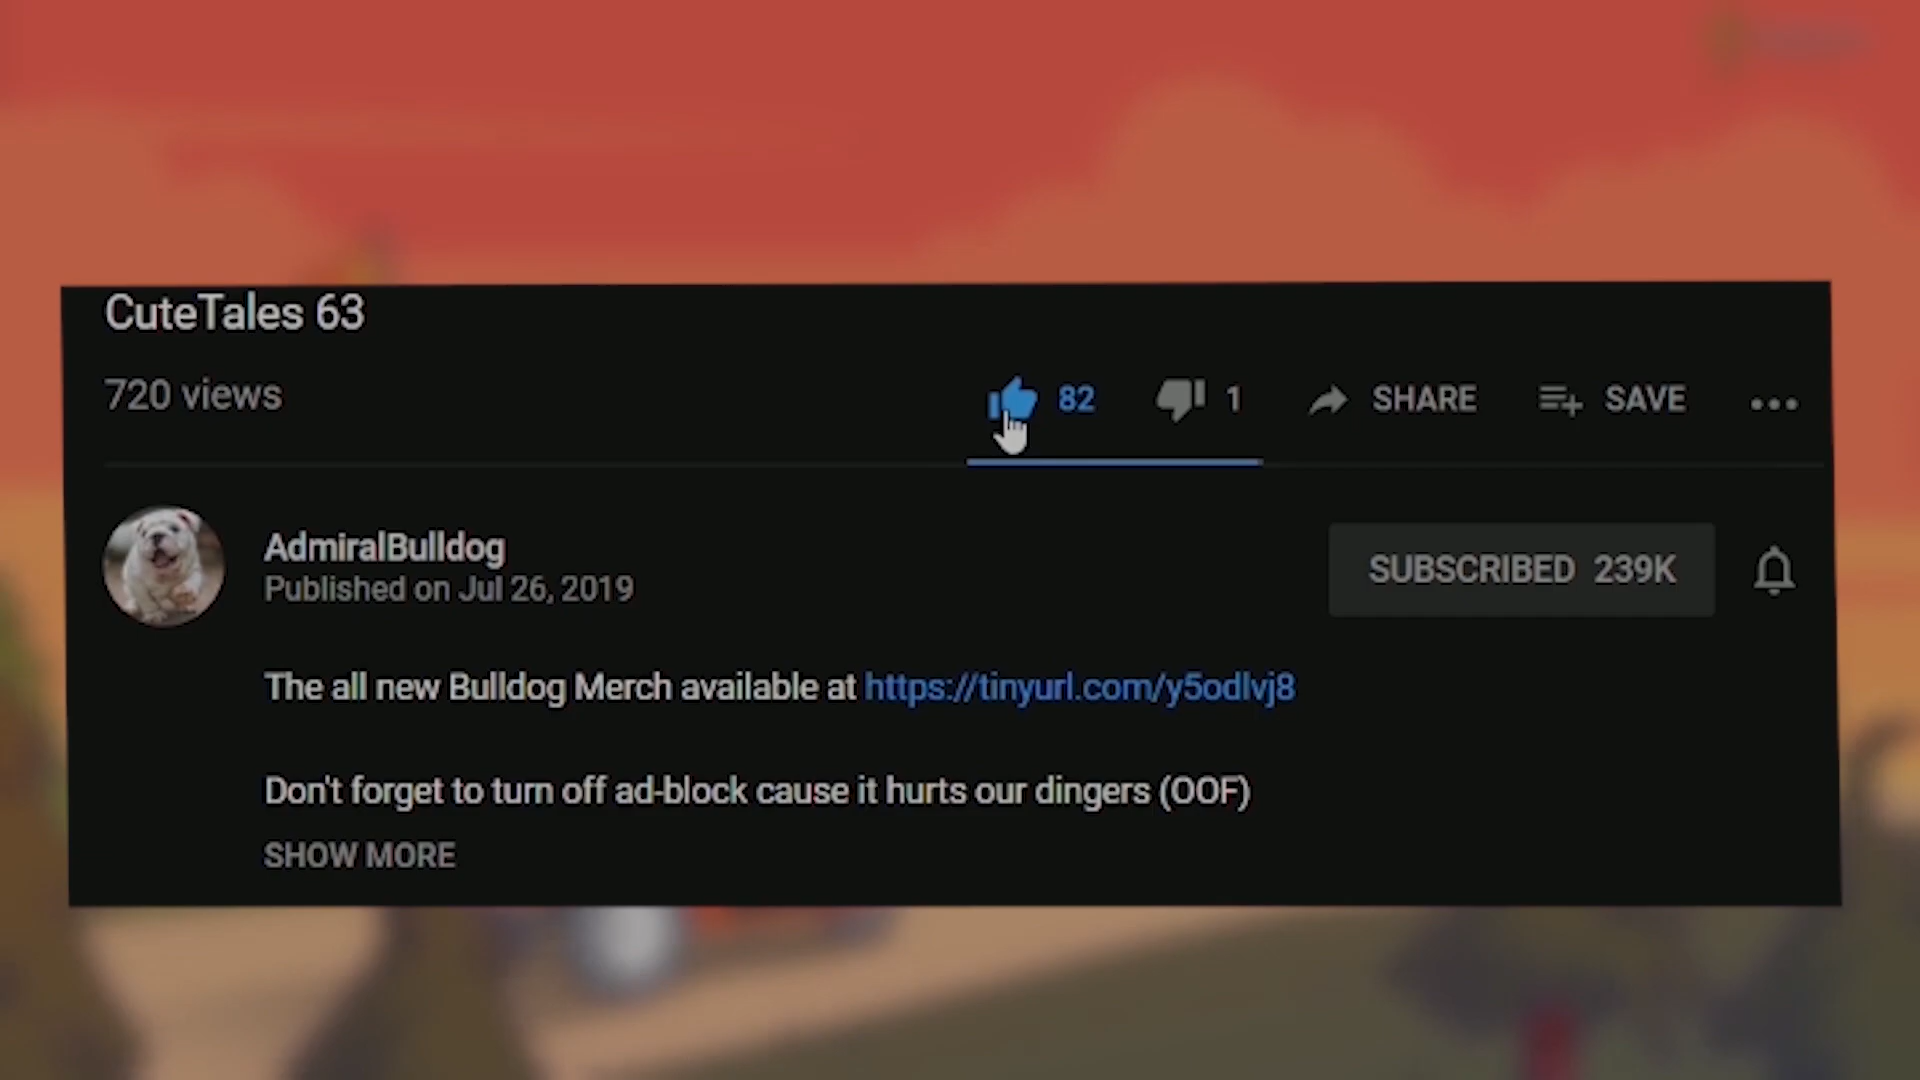 CuteTales 63
720 views
82 1 SHARE SAVE
AdmiralBulldog
Published on Jul 26, 2019
SUBSCRIBED 239K
The all new Bulldog Merch available at https://tinyurl.com/y5odlvj8
Don't forget to turn off ad-block cause it hurts our dingers (OOF)
SHOW MORE